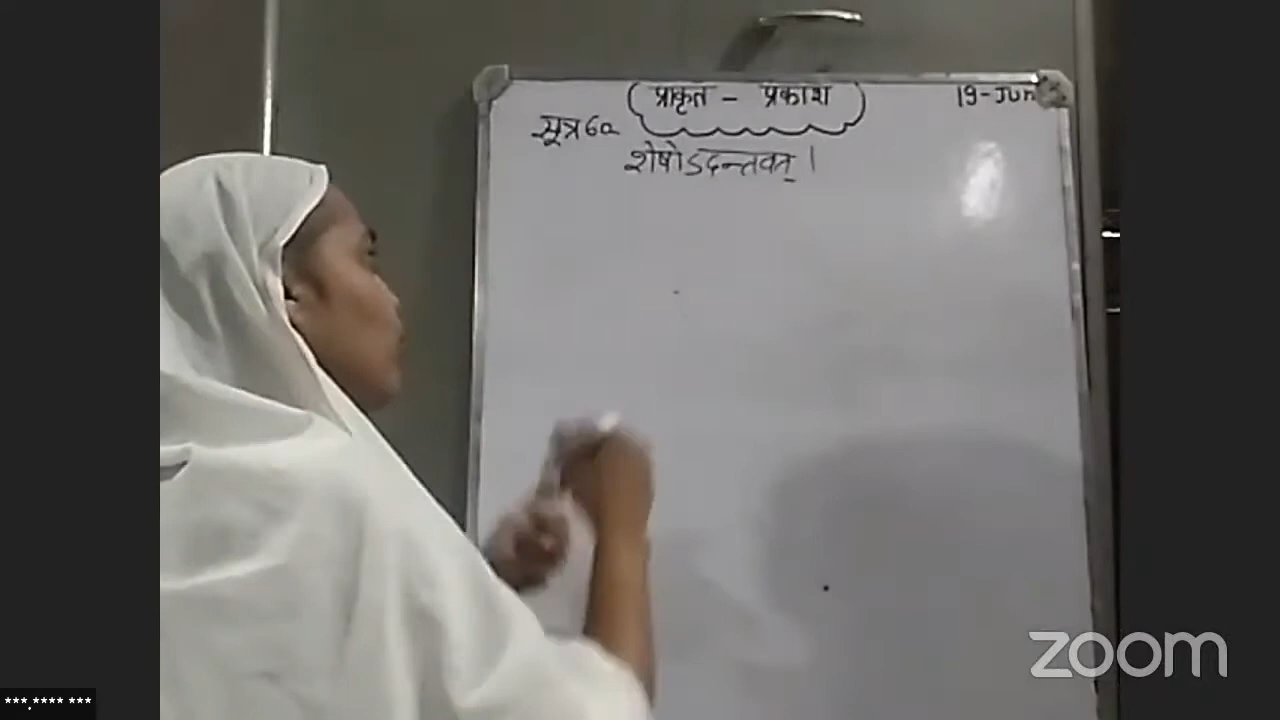 प्राकृत - प्रकाश
19-Jun
सूत्र 60
शेषोऽदन्तवत् ।
zoom
***.**** ***